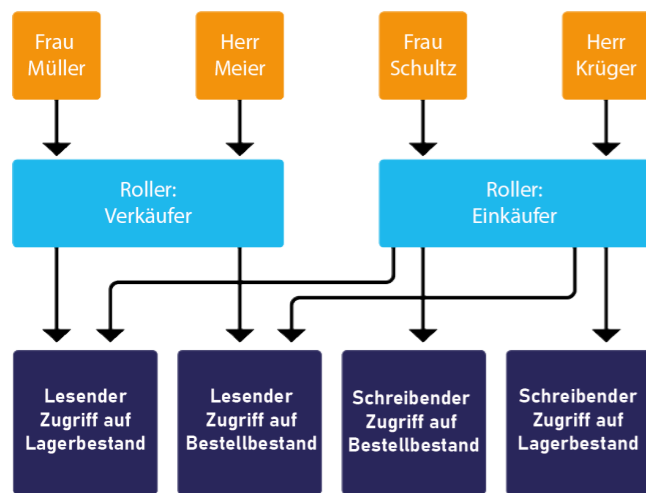 Frau
Müller
Herr
Meier
Frau
Schultz
Herr
Krüger
Roller:
Verkäufer
Roller:
Einkäufer
Lesender
Zugriff auf
Lagerbestand
Lesender
Zugriff auf
Bestellbestand
Schreibender
Zugriff auf
Bestellbestand
Schreibender
Zugriff auf
Lagerbestand